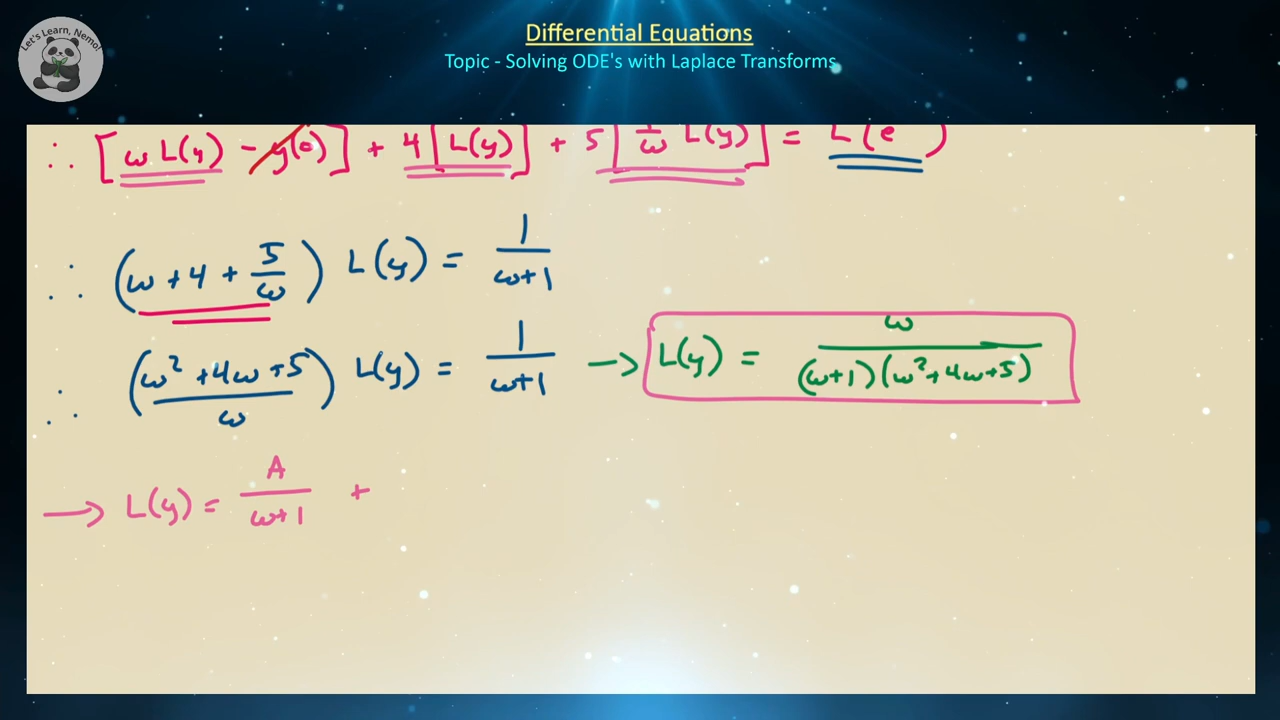 Let's Learn, Nemo!
Differential Equations
Topic - Solving ODE's with Laplace Transforms
∴ [ω L(y) - y(0)] + 4[L(y)] + 5[1/ω L(y)] = L(e )
∴ (ω + 4 + 5/ω) L(y) = 1/(ω+1)
∴ ((ω² + 4ω + 5)/ω) L(y) = 1/(ω+1) → L(y) = ω/((ω+1)(ω²+4ω+5))
→ L(y) = A/(ω+1) +